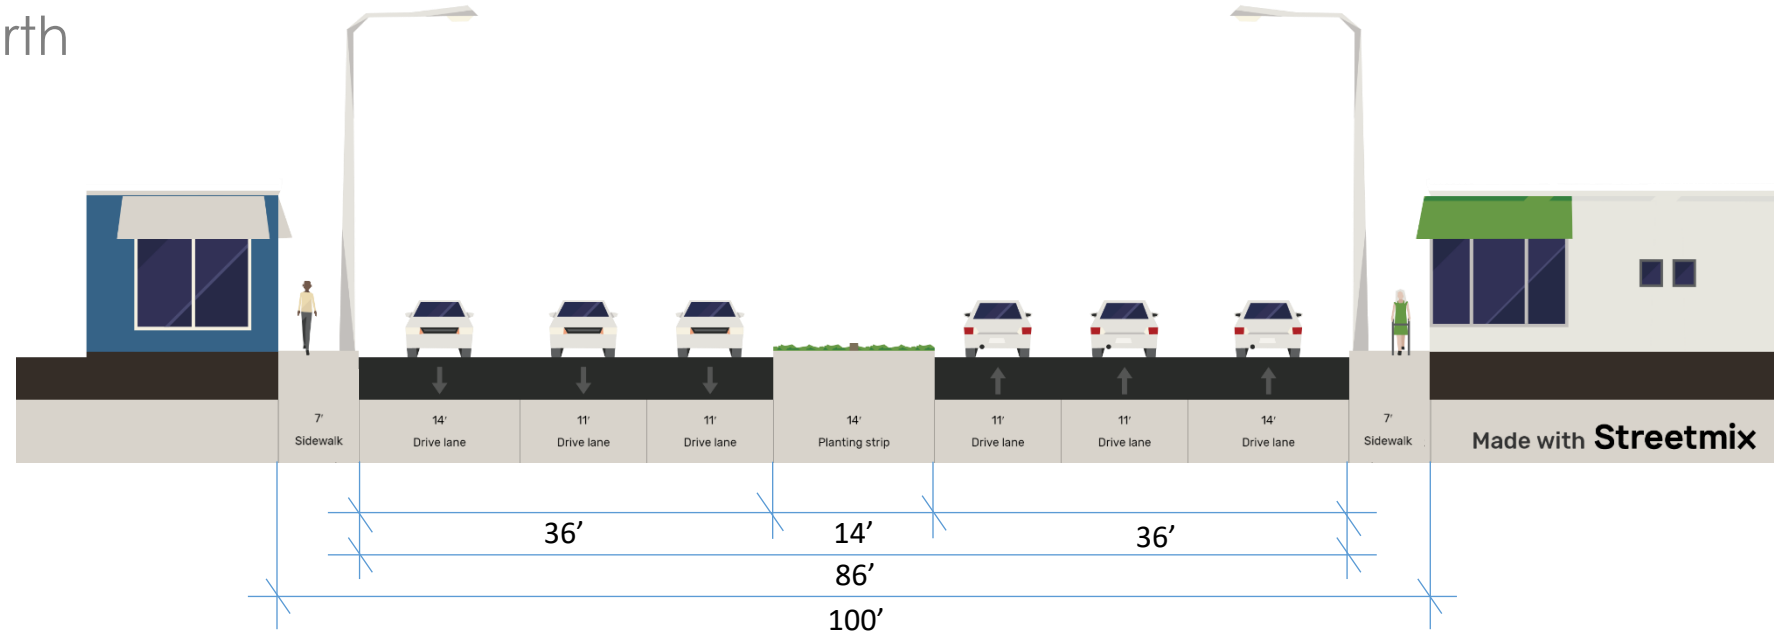 rth
7'
Sidewalk
14'
Drive lane
11'
Drive lane
11'
Drive lane
14'
Planting strip
11'
Drive lane
11'
Drive lane
14'
Drive lane
7'
Sidewalk
Made with Streetmix
36’
14’
36’
86’
100’